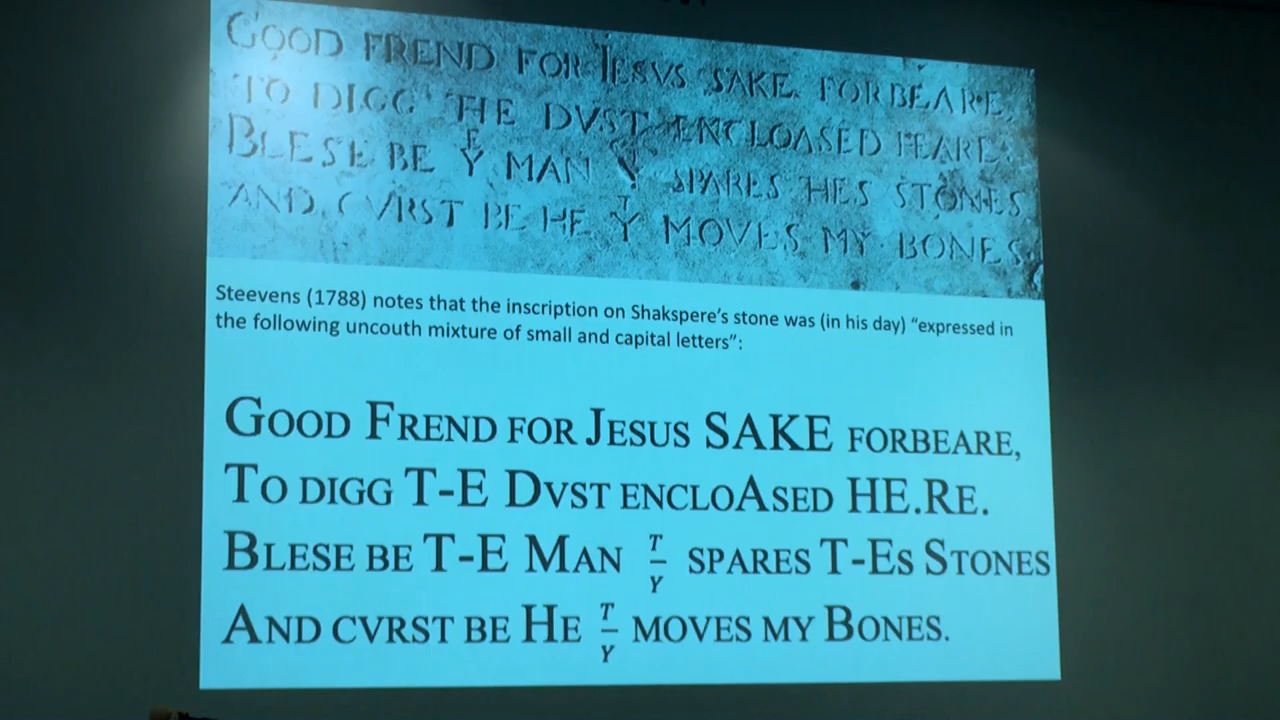 GOOD FREND FOR IESVS SAKE FORBEARE,
TO DIGG THE DVST ENCLOASED HEARE.
BLESE BE Yᴱ MAN Yᵀ SPARES HES STONES
AND CVRST BE HE Yᵀ MOVES MY BONES
Steevens (1788) notes that the inscription on Shakspere's stone was (in his day) “expressed in
the following uncouth mixture of small and capital letters”:
GOOD FREND FOR JESUS SAKE FORBEARE,
TO DIGG T-E DVST ENCLOASED HE.RE.
BLESE BE T-E MAN T/Y SPARES T-ES STONES
AND CVRST BE HE T/Y MOVES MY BONES.